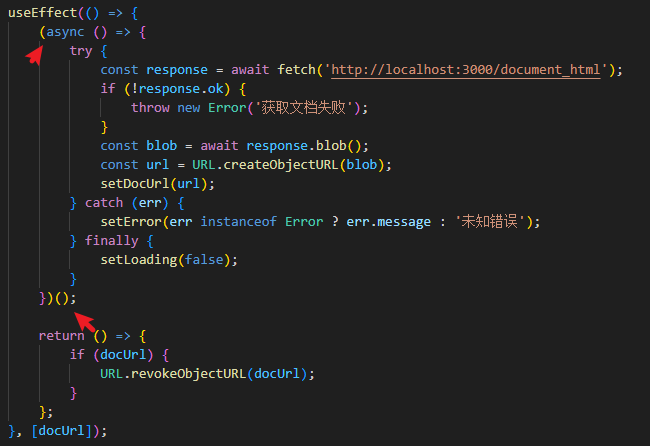 useEffect(() => {
    (async () => {
        try {
            const response = await fetch('http://localhost:3000/document_html');
            if (!response.ok) {
                throw new Error('获取文档失败');
            }
            const blob = await response.blob();
            const url = URL.createObjectURL(blob);
            setDocUrl(url);
        } catch (err) {
            setError(err instanceof Error ? err.message : '未知错误');
        } finally {
            setLoading(false);
        }
    })();

    return () => {
        if (docUrl) {
            URL.revokeObjectURL(docUrl);
        }
    };
}, [docUrl]);